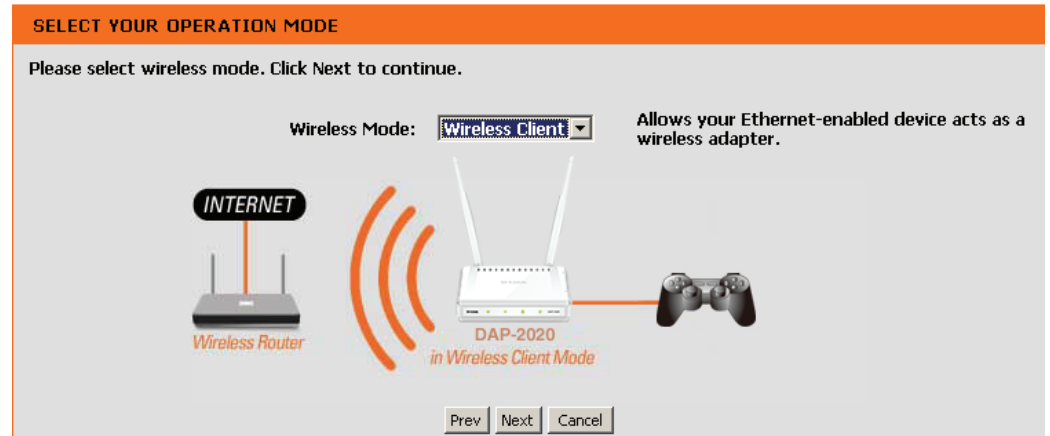 SELECT YOUR OPERATION MODE
Please select wireless mode. Click Next to continue.
Wireless Mode: Wireless Client
Allows your Ethernet-enabled device acts as a
wireless adapter.
INTERNET
Wireless Router
DAP-2020
in Wireless Client Mode
Prev Next Cancel